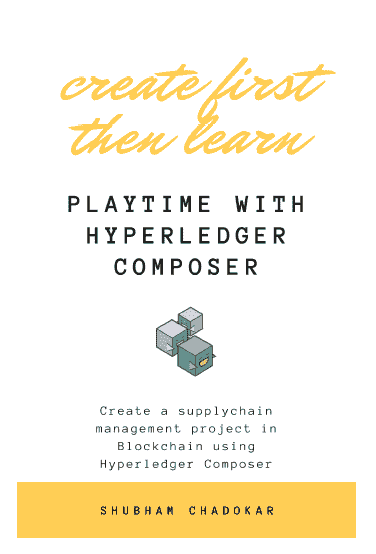 create first
then learn
PLAYTIME WITH
HYPERLEDGER
COMPOSER
Create a supplychain
management project in
Blockchain using
Hyperledger Composer
SHUBHAM CHADOKAR